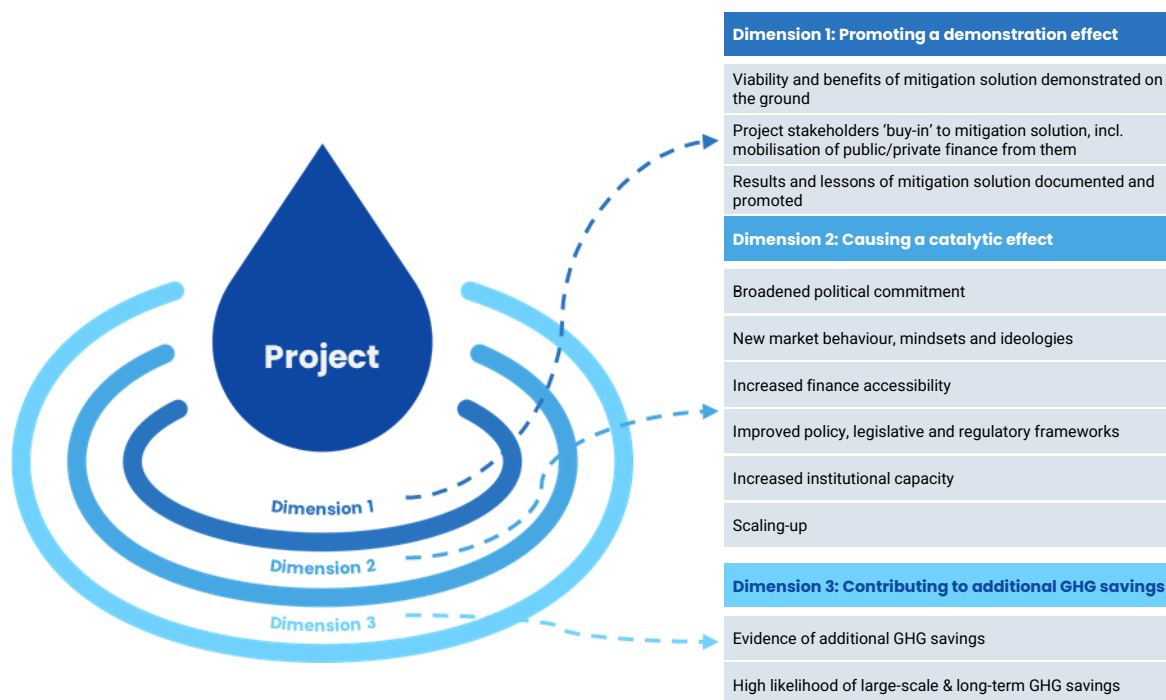 Project
Dimension 1
Dimension 2
Dimension 3
Dimension 1: Promoting a demonstration effect
Viability and benefits of mitigation solution demonstrated on
the ground
Project stakeholders ‘buy-in’ to mitigation solution, incl.
mobilisation of public/private finance from them
Results and lessons of mitigation solution documented and
promoted
Dimension 2: Causing a catalytic effect
Broadened political commitment
New market behaviour, mindsets and ideologies
Increased finance accessibility
Improved policy, legislative and regulatory frameworks
Increased institutional capacity
Scaling-up
Dimension 3: Contributing to additional GHG savings
Evidence of additional GHG savings
High likelihood of large-scale & long-term GHG savings